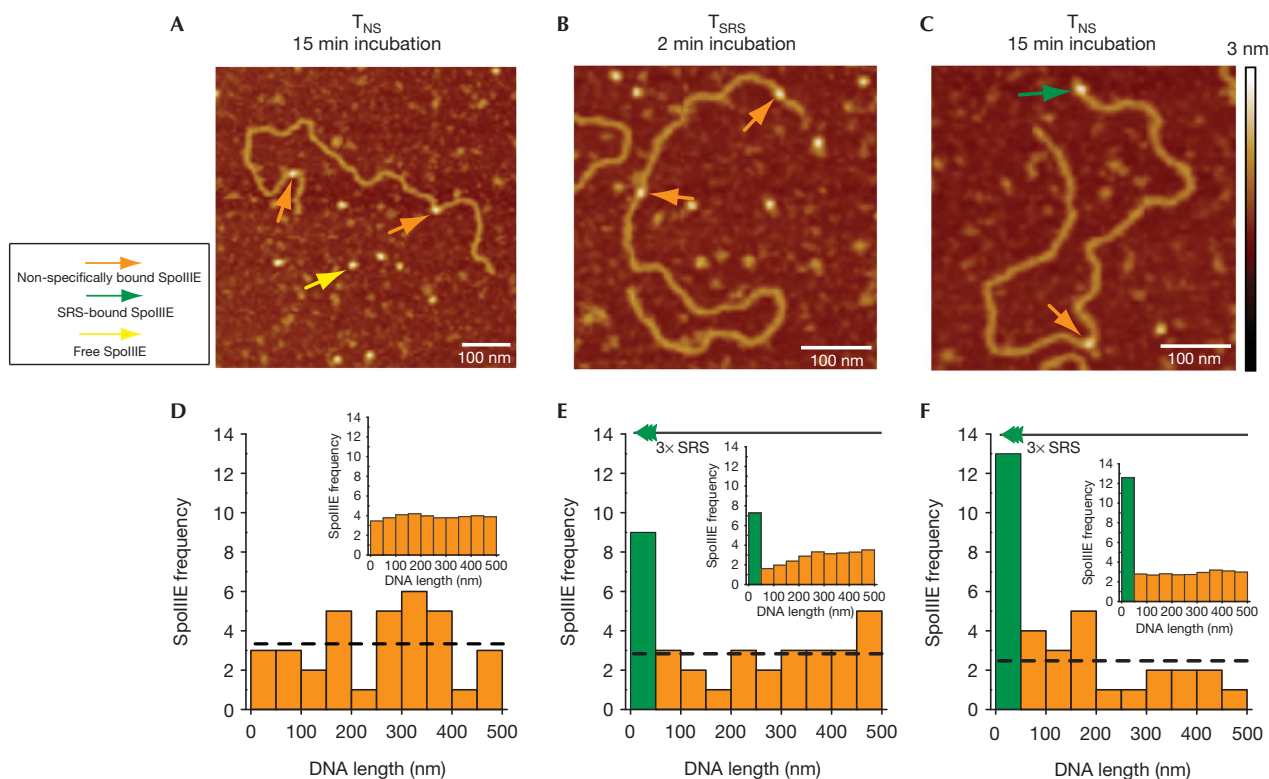 A
T_NS
15 min incubation
B
T_SRS
2 min incubation
C
T_NS
15 min incubation
3 nm
Non-specifically bound SpoIIIE
SRS-bound SpoIIIE
Free SpoIIIE
100 nm
100 nm
100 nm
D
14
12
10
8
6
4
2
0
SpoIIIE frequency
0 100 200 300 400 500
DNA length (nm)
14
12
10
8
6
4
2
0
SpoIIIE frequency
0 100 200 300 400 500
DNA length (nm)
E
3× SRS
14
12
10
8
6
4
2
0
SpoIIIE frequency
0 100 200 300 400 500
DNA length (nm)
14
12
10
8
6
4
2
0
SpoIIIE frequency
0 100 200 300 400 500
DNA length (nm)
F
3× SRS
14
12
10
8
6
4
2
0
SpoIIIE frequency
0 100 200 300 400 500
DNA length (nm)
14
12
10
8
6
4
2
0
SpoIIIE frequency
0 100 200 300 400 500
DNA length (nm)